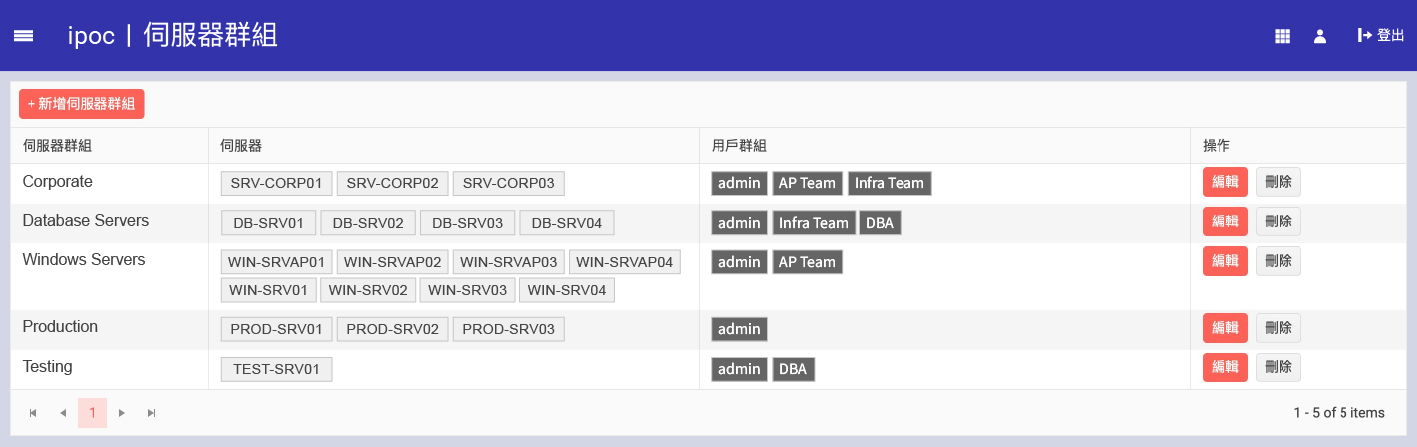 ipoc | 伺服器群組 登出
+ 新增伺服器群組
伺服器群組 伺服器 用戶群組 操作
Corporate SRV-CORP01 SRV-CORP02 SRV-CORP03 admin AP Team Infra Team 編輯 刪除
Database Servers DB-SRV01 DB-SRV02 DB-SRV03 DB-SRV04 admin Infra Team DBA 編輯 刪除
Windows Servers WIN-SRVAP01 WIN-SRVAP02 WIN-SRVAP03 WIN-SRVAP04 admin AP Team 編輯 刪除
WIN-SRV01 WIN-SRV02 WIN-SRV03 WIN-SRV04
Production PROD-SRV01 PROD-SRV02 PROD-SRV03 admin 編輯 刪除
Testing TEST-SRV01 admin DBA 編輯 刪除
1 1 - 5 of 5 items